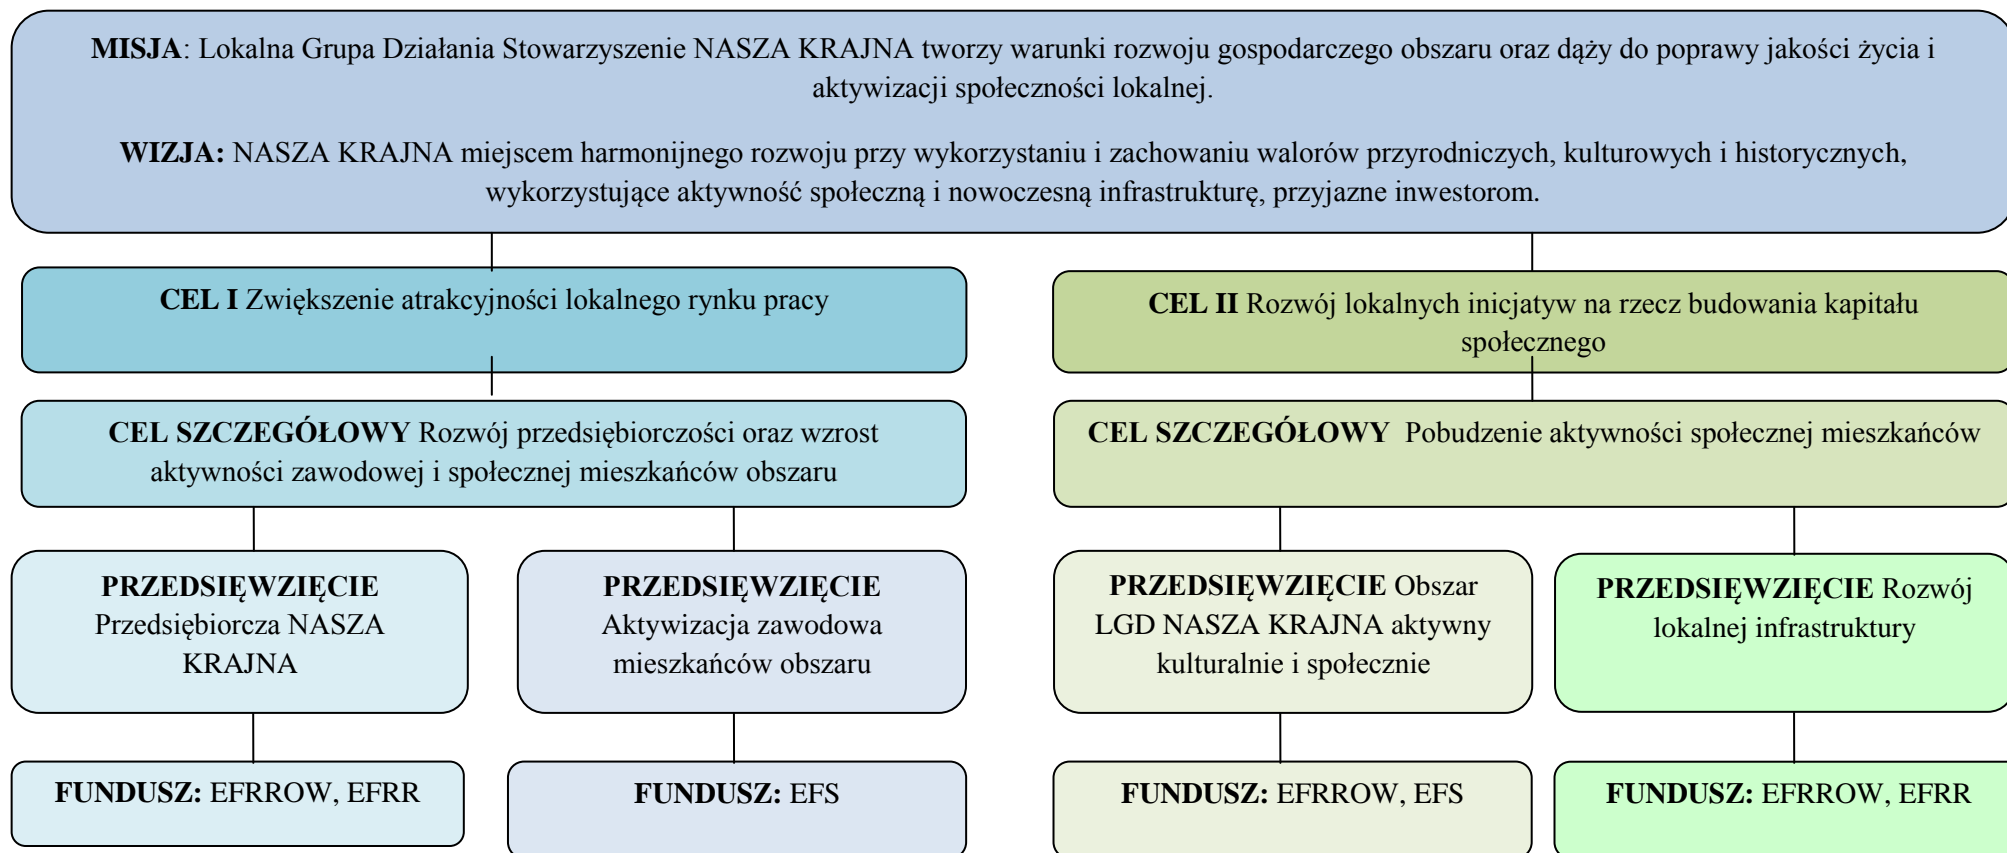 MISJA: Lokalna Grupa Działania Stowarzyszenie NASZA KRAJNA tworzy warunki rozwoju gospodarczego obszaru oraz dąży do poprawy jakości życia i
aktywizacji społeczności lokalnej.
WIZJA: NASZA KRAJNA miejscem harmonijnego rozwoju przy wykorzystaniu i zachowaniu walorów przyrodniczych, kulturowych i historycznych,
wykorzystujące aktywność społeczną i nowoczesną infrastrukturę, przyjazne inwestorom.
CEL I Zwiększenie atrakcyjności lokalnego rynku pracy
CEL II Rozwój lokalnych inicjatyw na rzecz budowania kapitału
społecznego
CEL SZCZEGÓŁOWY Rozwój przedsiębiorczości oraz wzrost
aktywności zawodowej i społecznej mieszkańców obszaru
CEL SZCZEGÓŁOWY Pobudzenie aktywności społecznej mieszkańców
PRZEDSIĘWZIĘCIE
Przedsiębiorcza NASZA
KRAJNA
PRZEDSIĘWZIĘCIE
Aktywizacja zawodowa
mieszkańców obszaru
PRZEDSIĘWZIĘCIE Obszar
LGD NASZA KRAJNA aktywny
kulturalnie i społecznie
PRZEDSIĘWZIĘCIE Rozwój
lokalnej infrastruktury
FUNDUSZ: EFRROW, EFRR
FUNDUSZ: EFS
FUNDUSZ: EFRROW, EFS
FUNDUSZ: EFRROW, EFRR